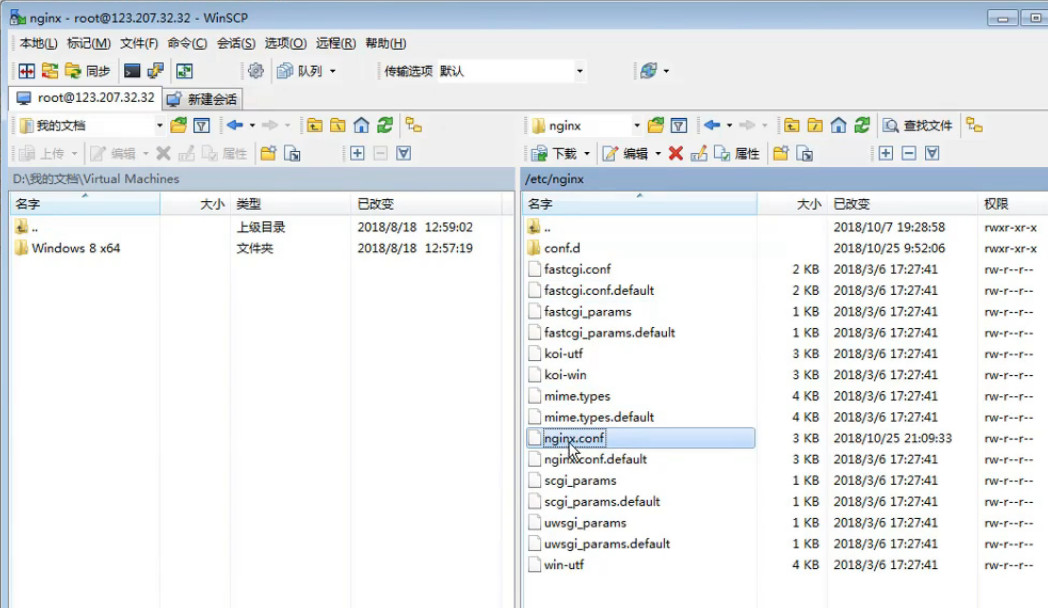 nginx - root@123.207.32.32 - WinSCP
本地(L) 标记(M) 文件(F) 命令(C) 会话(S) 选项(O) 远程(R) 帮助(H)
同步 队列 传输选项 默认
root@123.207.32.32 新建会话
我的文档 nginx 查找文件
上传 编辑 属性 下载 编辑 属性
D:\我的文档\Virtual Machines /etc/nginx
名字 大小 类型 已改变 名字 大小 已改变 权限
.. 上级目录 2018/8/18 12:59:02 .. 2018/10/7 19:28:58 rwxr-xr-x
Windows 8 x64 文件夹 2018/8/18 12:57:19 conf.d 2018/10/25 9:52:06 rwxr-xr-x
fastcgi.conf 2 KB 2018/3/6 17:27:41 rw-r--r--
fastcgi.conf.default 2 KB 2018/3/6 17:27:41 rw-r--r--
fastcgi_params 1 KB 2018/3/6 17:27:41 rw-r--r--
fastcgi_params.default 1 KB 2018/3/6 17:27:41 rw-r--r--
koi-utf 3 KB 2018/3/6 17:27:41 rw-r--r--
koi-win 3 KB 2018/3/6 17:27:41 rw-r--r--
mime.types 4 KB 2018/3/6 17:27:41 rw-r--r--
mime.types.default 4 KB 2018/3/6 17:27:41 rw-r--r--
nginx.conf 3 KB 2018/10/25 21:09:33 rw-r--r--
nginx.conf.default 3 KB 2018/3/6 17:27:41 rw-r--r--
scgi_params 1 KB 2018/3/6 17:27:41 rw-r--r--
scgi_params.default 1 KB 2018/3/6 17:27:41 rw-r--r--
uwsgi_params 1 KB 2018/3/6 17:27:41 rw-r--r--
uwsgi_params.default 1 KB 2018/3/6 17:27:41 rw-r--r--
win-utf 4 KB 2018/3/6 17:27:41 rw-r--r--